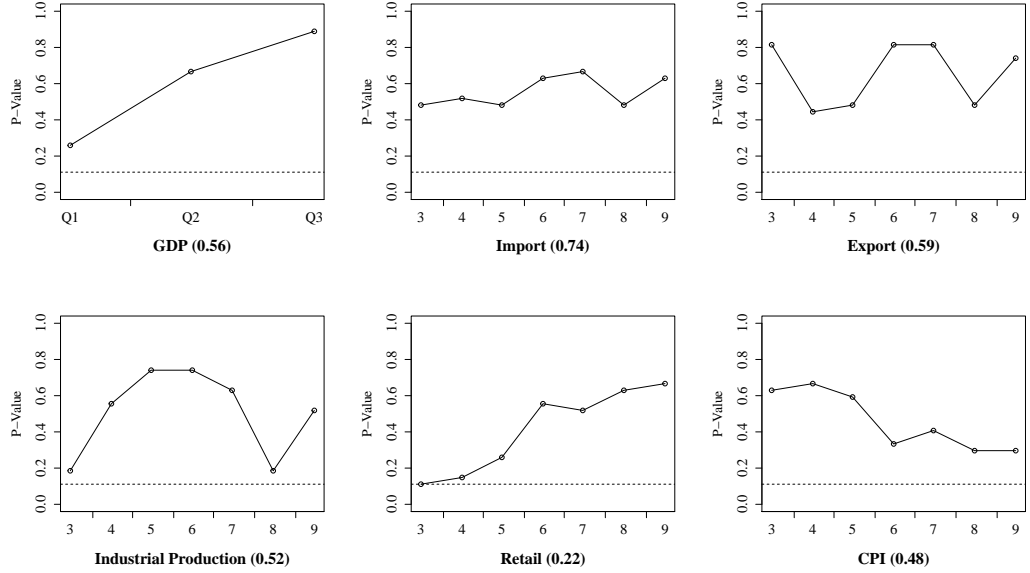 P−Value
0.0 0.2 0.4 0.6 0.8 1.0
Q1 Q2 Q3
GDP (0.56)
P−Value
0.0 0.2 0.4 0.6 0.8 1.0
3 4 5 6 7 8 9
Import (0.74)
P−Value
0.0 0.2 0.4 0.6 0.8 1.0
3 4 5 6 7 8 9
Export (0.59)
P−Value
0.0 0.2 0.4 0.6 0.8 1.0
3 4 5 6 7 8 9
Industrial Production (0.52)
P−Value
0.0 0.2 0.4 0.6 0.8 1.0
3 4 5 6 7 8 9
Retail (0.22)
P−Value
0.0 0.2 0.4 0.6 0.8 1.0
3 4 5 6 7 8 9
CPI (0.48)